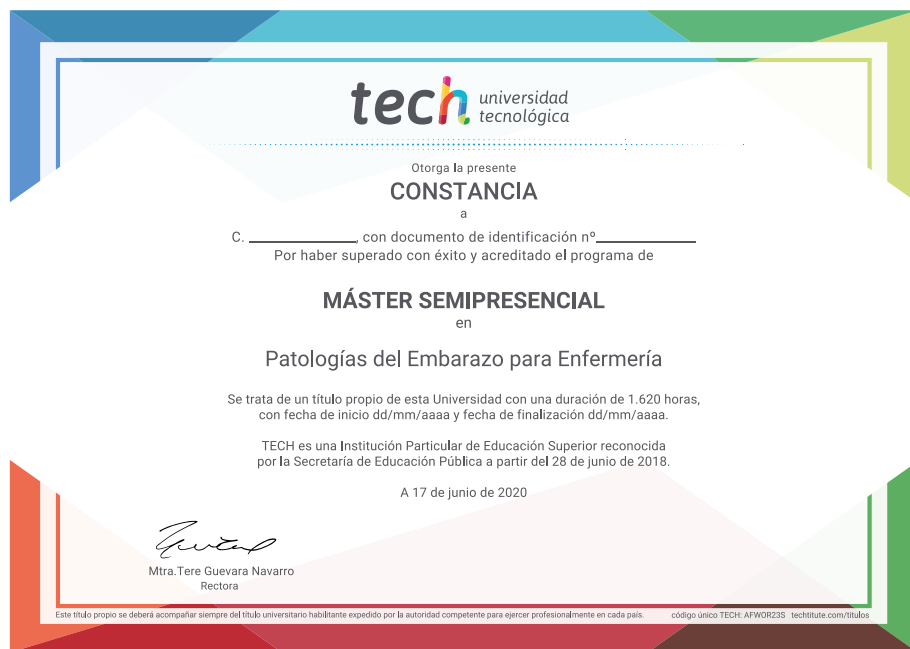 tech universidad
tecnológica
Otorga la presente
CONSTANCIA
a
C. ____________, con documento de identificación nº____________
Por haber superado con éxito y acreditado el programa de
MÁSTER SEMIPRESENCIAL
en
Patologías del Embarazo para Enfermería
Se trata de un título propio de esta Universidad con una duración de 1.620 horas,
con fecha de inicio dd/mm/aaaa y fecha de finalización dd/mm/aaaa.
TECH es una Institución Particular de Educación Superior reconocida
por la Secretaría de Educación Pública a partir del 28 de junio de 2018.
A 17 de junio de 2020
Mtra.Tere Guevara Navarro
Rectora
Este título propio se deberá acompañar siempre del título universitario habilitante expedido por la autoridad competente para ejercer profesionalmente en cada país. código único TECH: AFWOR23S techtitute.com/titulos